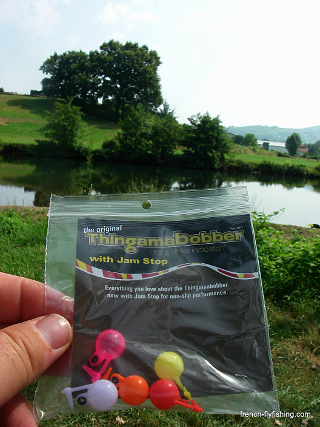 the original
Thingamabobber
with Jam Stop
Everything you love about the Thingamabobber
now with Jam Stop for non-slip performance.
french-flyfishing.com